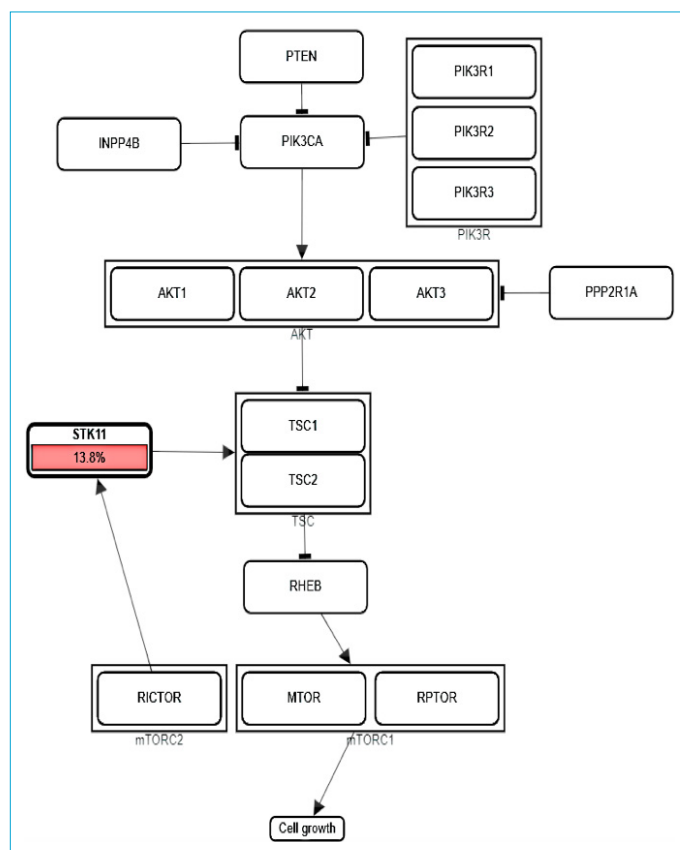 PTEN
PIK3R1
INPP4B
PIK3CA
PIK3R2
PIK3R3
PIK3R
AKT1
AKT2
AKT3
PPP2R1A
AKT
STK11
13.8%
TSC1
TSC2
TSC
RHEB
RICTOR
MTOR
RPTOR
mTORC2
mTORC1
Cell growth